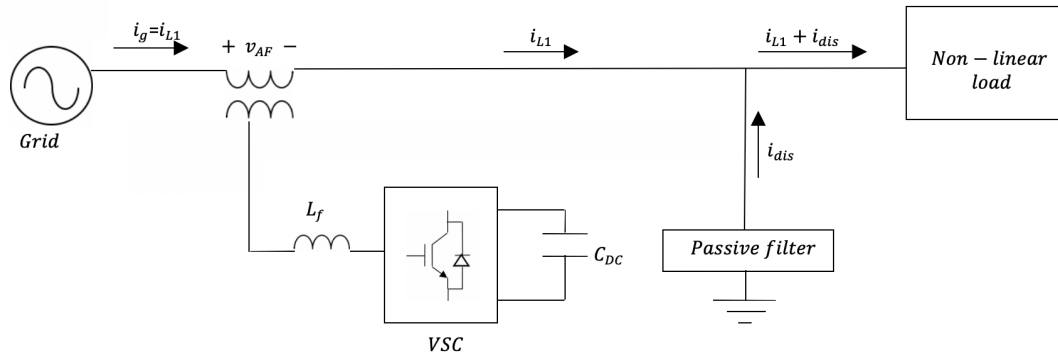 i_g=i_L1
+ v_AF −
i_L1
i_L1 + i_dis
Non − linear
load
Grid
i_dis
L_f
C_DC
Passive filter
VSC